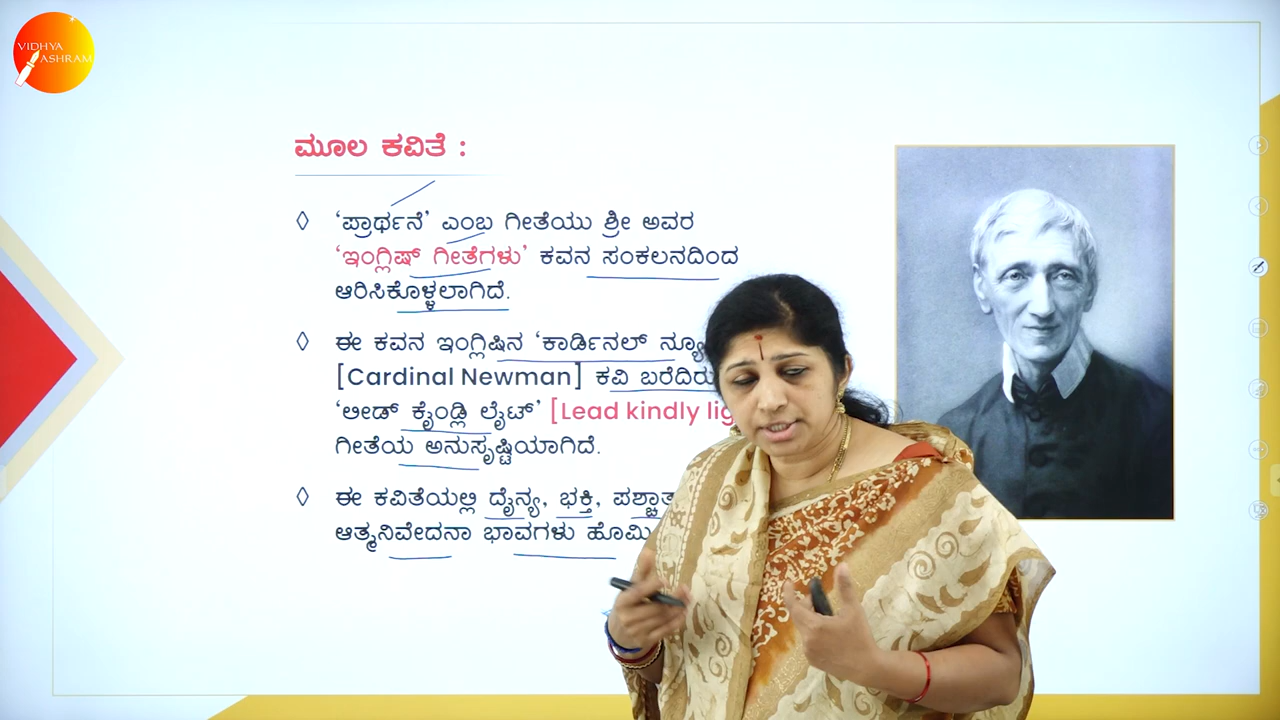 VIDHYA
ASHRAM
ಮೂಲ ಕವಿತೆ :
‘ಪ್ರಾರ್ಥನೆ’ ಎಂಬ ಗೀತೆಯು ಶ್ರೀ ಅವರ
‘ಇಂಗ್ಲಿಷ್ ಗೀತೆಗಳು’ ಕವನ ಸಂಕಲನದಿಂದ
ಆರಿಸಿಕೊಳ್ಳಲಾಗಿದೆ.
ಈ ಕವನ ಇಂಗ್ಲಿಷಿನ ‘ಕಾರ್ಡಿನಲ್
[Cardinal Newman] ಕವಿ
‘ಲೀಡ್ ಕೈಂಡ್ಲಿ ಲೈಟ್’ [Lead kindly
ಗೀತೆಯ ಅನುಸೃಷ್ಟಿಯಾಗಿದೆ.
ಈ ಕವಿತೆಯಲ್ಲಿ ದೈನ್ಯ, ಭಕ್ತಿ,
ಆತ್ಮನಿವೇದನಾ ಭಾವಗಳು